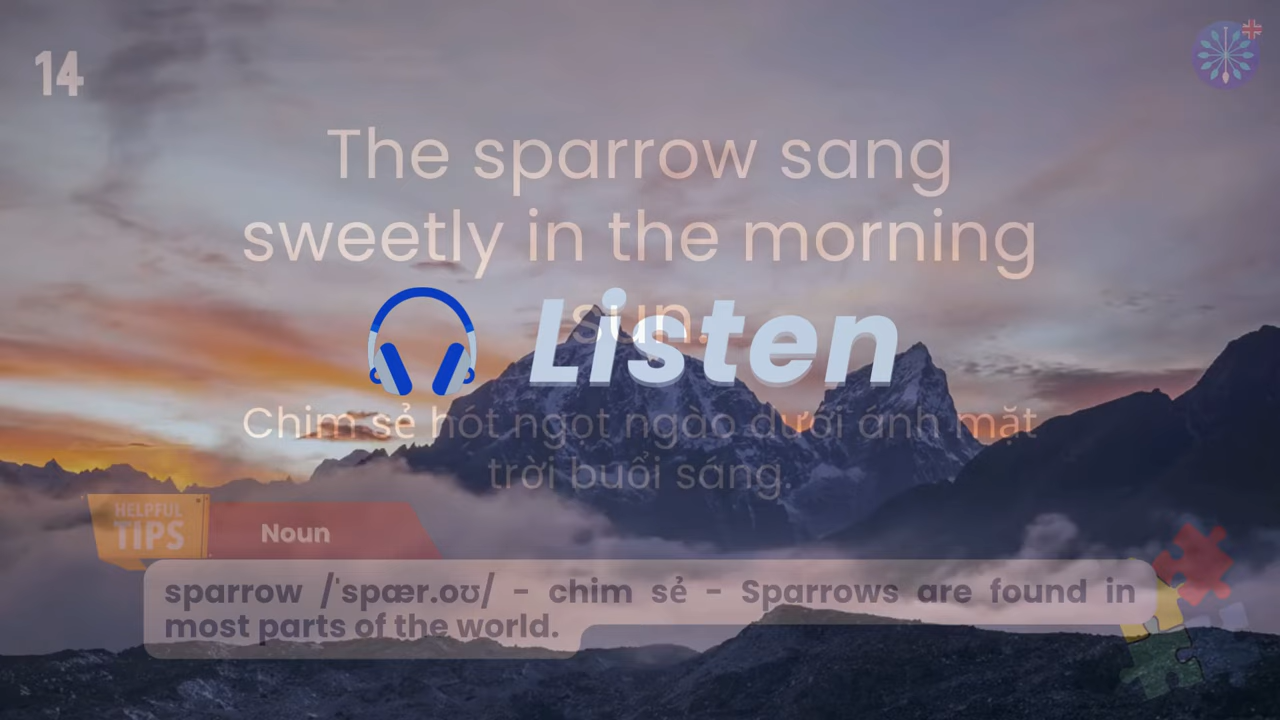 14
The sparrow sang
sweetly in the morning
sun.
Listen
Chim sẻ hót ngọt ngào dưới ánh mặt
trời buổi sáng.
HELPFUL
TIPS
Noun
sparrow /ˈspær.oʊ/ - chim sẻ - Sparrows are found in
most parts of the world.